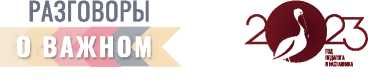 РАЗГОВОРЫ
О ВАЖНОМ
2023
ГОД
ПЕДАГОГА
И НАСТАВНИКА